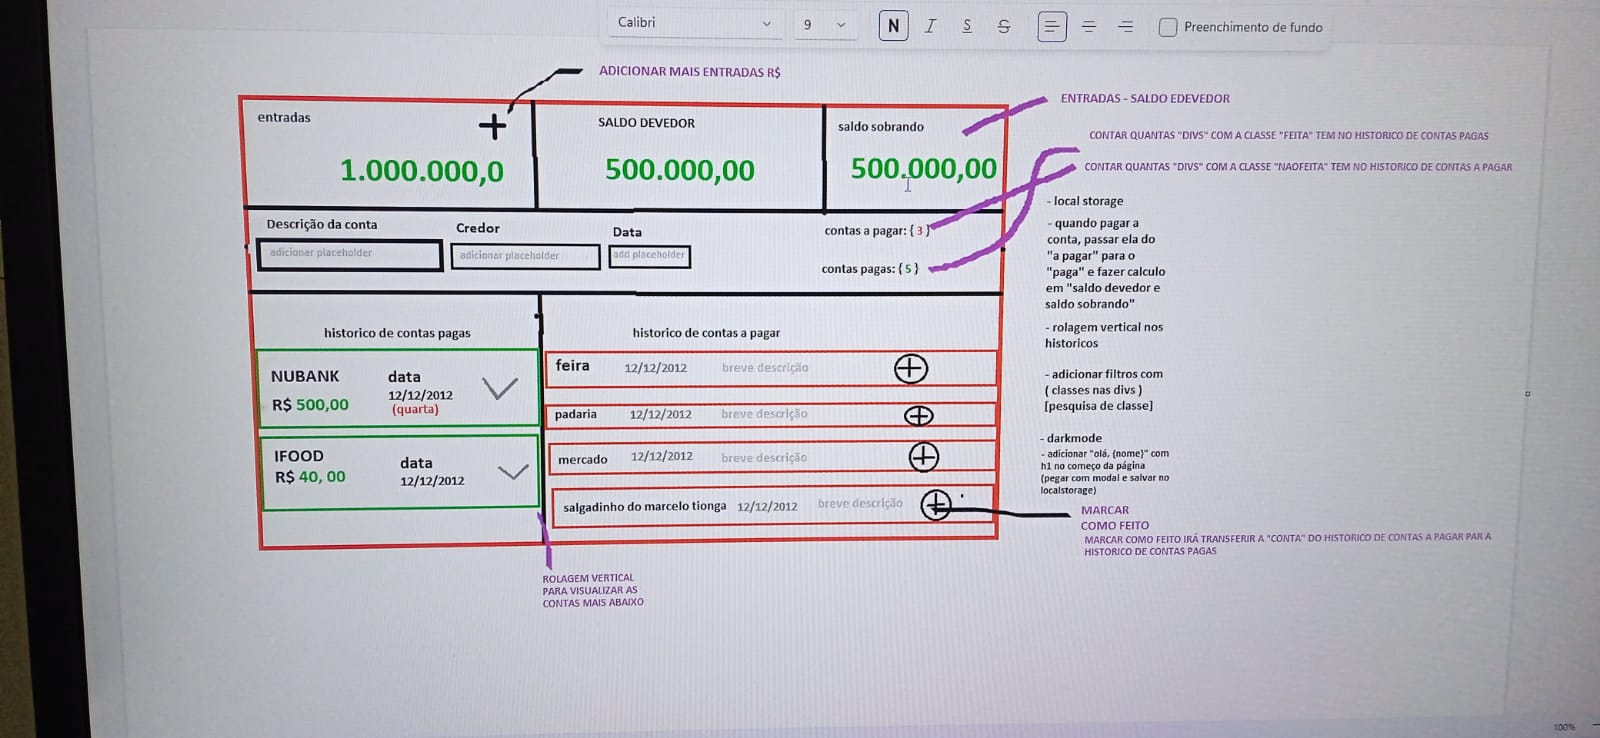 Calibri
9
N I S S
Preenchimento de fundo
ADICIONAR MAIS ENTRADAS R$
entradas
+
1.000.000,0
SALDO DEVEDOR
500.000,00
saldo sobrando
500.000,00
ENTRADAS - SALDO EDEVEDOR
CONTAR QUANTAS "DIVS" COM A CLASSE "FEITA" TEM NO HISTORICO DE CONTAS PAGAS
CONTAR QUANTAS "DIVS" COM A CLASSE "NAOFEITA" TEM NO HISTORICO DE CONTAS A PAGAR
Descrição da conta
adicionar placeholder
Credor
adicionar placeholder
Data
add placeholder
contas a pagar: { 3 }
contas pagas: { 5 }
- local storage
- quando pagar a
conta, passar ela do
"a pagar" para o
"paga" e fazer calculo
em "saldo devedor e
saldo sobrando"
- rolagem vertical nos
historicos
- adicionar filtros com
( classes nas divs )
[pesquisa de classe]
- darkmode
- adicionar "olá, {nome}" com
h1 no começo da página
(pegar com modal e salvar no
localstorage)
historico de contas pagas
NUBANK
R$ 500,00
data
12/12/2012
(quarta)
IFOOD
R$ 40, 00
data
12/12/2012
historico de contas a pagar
feira 12/12/2012 breve descrição
padaria 12/12/2012 breve descrição
mercado 12/12/2012 breve descrição
salgadinho do marcelo tionga 12/12/2012 breve descrição
MARCAR
COMO FEITO
MARCAR COMO FEITO IRÁ TRANSFERIR A "CONTA" DO HISTORICO DE CONTAS A PAGAR PAR A
HISTORICO DE CONTAS PAGAS
ROLAGEM VERTICAL
PARA VISUALIZAR AS
CONTAS MAIS ABAIXO
100%